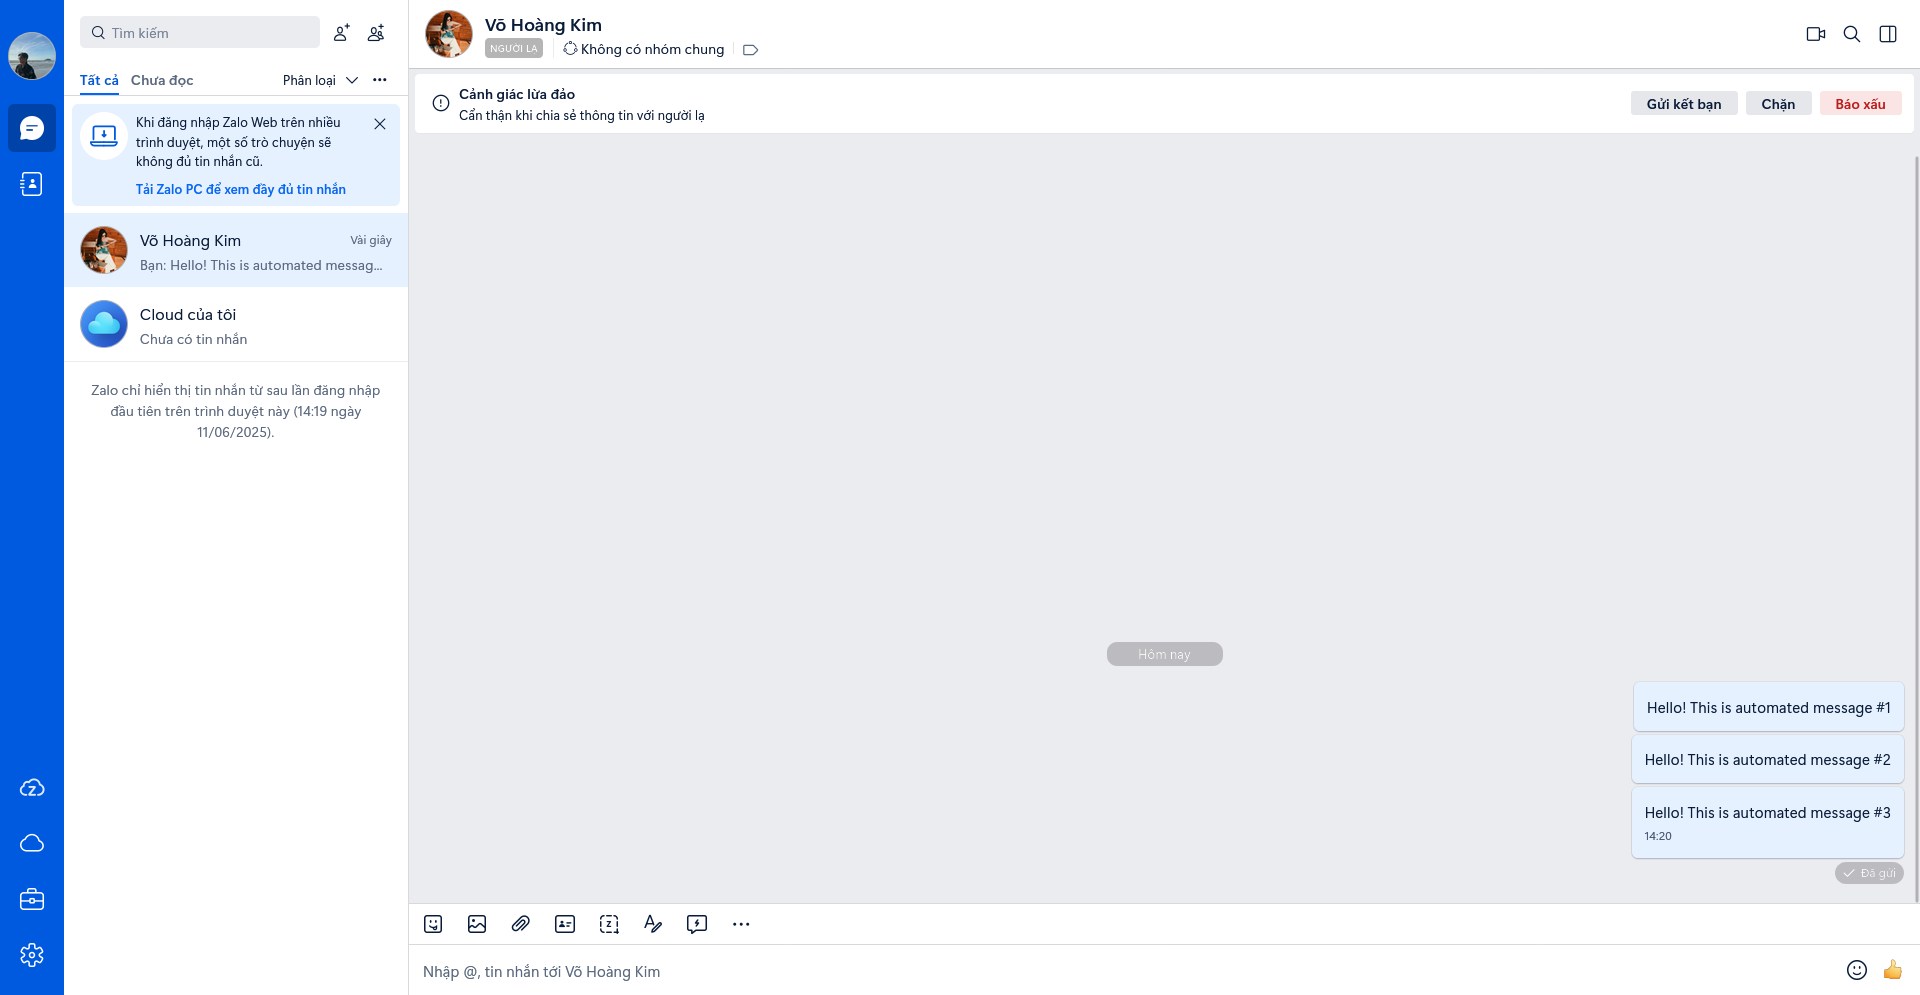 Tìm kiếm
Tất cả
Chưa đọc
Phân loại
Khi đăng nhập Zalo Web trên nhiều
trình duyệt, một số trò chuyện sẽ
không đủ tin nhắn cũ.
Tải Zalo PC để xem đầy đủ tin nhắn
Võ Hoàng Kim
Vài giây
Bạn: Hello! This is automated messag...
Cloud của tôi
Chưa có tin nhắn
Zalo chỉ hiển thị tin nhắn từ sau lần đăng nhập
đầu tiên trên trình duyệt này (14:19 ngày
11/06/2025).
Võ Hoàng Kim
NGƯỜI LẠ
Không có nhóm chung
Cảnh giác lừa đảo
Cẩn thận khi chia sẻ thông tin với người lạ
Gửi kết bạn
Chặn
Báo xấu
Hôm nay
Hello! This is automated message #1
Hello! This is automated message #2
Hello! This is automated message #3
14:20
Đã gửi
Nhập @, tin nhắn tới Võ Hoàng Kim